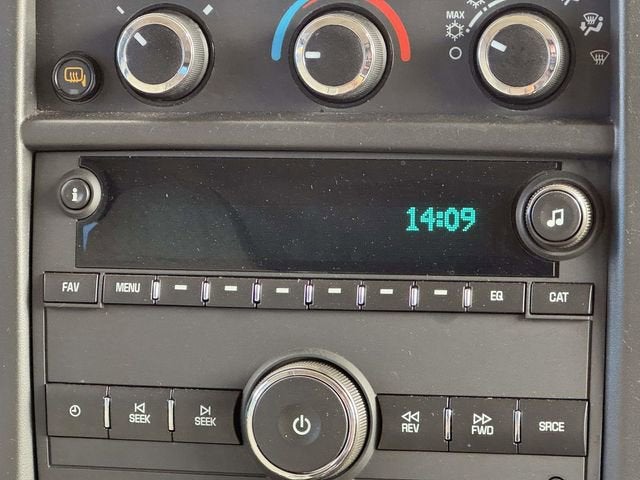 MAX
i
14:09
FAV MENU EQ CAT
SEEK SEEK REV FWD SRCE